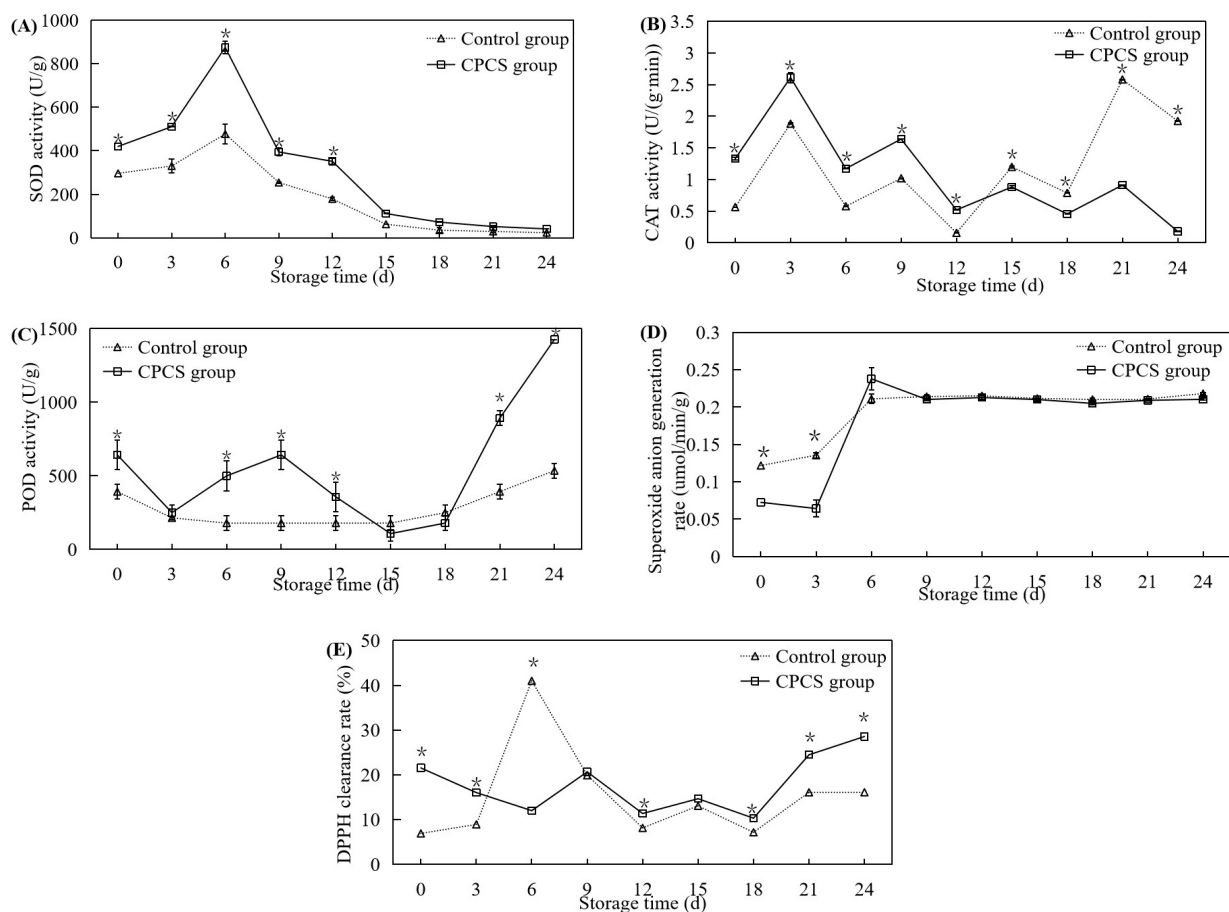 (A)
SOD activity (U/g)
1000
800
600
400
200
0
*
*
*
*
*
Control group
CPCS group
0 3 6 9 12 15 18 21 24
Storage time (d)
(B)
CAT activity (U/(g·min))
3.5
3
2.5
2
1.5
1
0.5
0
*
*
*
*
*
*
*
*
*
Control group
CPCS group
0 3 6 9 12 15 18 21 24
Storage time (d)
(C)
POD activity (U/g)
1500
1000
500
0
*
*
*
*
*
*
Control group
CPCS group
0 3 6 9 12 15 18 21 24
Storage time (d)
(D)
Superoxide anion generation
rate (umol/min/g)
0.3
0.25
0.2
0.15
0.1
0.05
0
*
*
Control group
CPCS group
0 3 6 9 12 15 18 21 24
Storage time (d)
(E)
DPPH clearance rate (%)
50
40
30
20
10
0
*
*
*
*
*
*
*
Control group
CPCS group
0 3 6 9 12 15 18 21 24
Storage time (d)